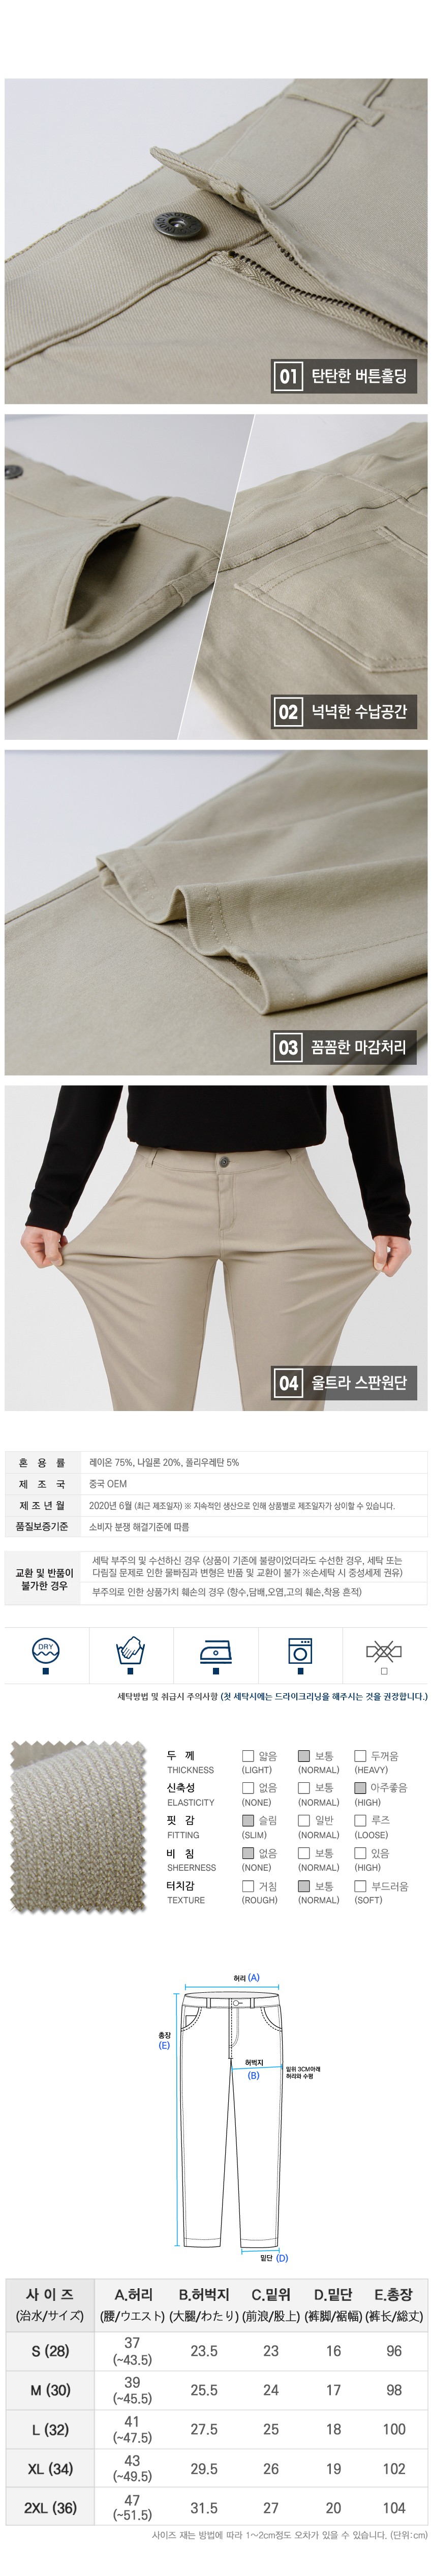 01 탄탄한 버튼홀딩
02 넉넉한 수납공간
03 꼼꼼한 마감처리
04 울트라 스판원단
혼 용 률 레이온 75%, 나일론 20%, 폴리우레탄 5%
제 조 국 중국 OEM
제 조 년 월 2020년 6월 (최근 제조일자) ※ 지속적인 생산으로 인해 상품별로 제조일자가 상이할 수 있습니다.
품질보증기준 소비자 분쟁 해결기준에 따름
교환 및 반품이
불가한 경우
세탁 부주의 및 수선하신 경우 (상품이 기존에 불량이었더라도 수선한 경우, 세탁 또는
다림질 문제로 인한 물빠짐과 변형은 반품 및 교환이 불가 ※손세탁 시 중성세제 권유)
부주의로 인한 상품가치 훼손의 경우 (향수,담배,오염,고의 훼손,착용 흔적)
DRY
세탁방법 및 취급시 주의사항 (첫 세탁시에는 드라이크리닝을 해주시는 것을 권장합니다.)
두 께 얇음 보통 두꺼움
THICKNESS (LIGHT) (NORMAL) (HEAVY)
신축성 없음 보통 아주좋음
ELASTICITY (NONE) (NORMAL) (HIGH)
핏 감 슬림 일반 루즈
FITTING (SLIM) (NORMAL) (LOOSE)
비 침 없음 보통 있음
SHEERNESS (NONE) (NORMAL) (HIGH)
터치감 거침 보통 부드러움
TEXTURE (ROUGH) (NORMAL) (SOFT)
허리 (A)
총장
(E)
허벅지
(B)
밑위 3CM아래
허리와 수평
밑단 (D)
사 이 즈 A.허리 B.허벅지 C.밑위 D.밑단 E.총장
(治水/サイズ) (腰/ウエスト) (大腿/わたり) (前浪/股上) (裤脚/裾幅) (裤长/総丈)
S (28) 37 (~43.5) 23.5 23 16 96
M (30) 39 (~45.5) 25.5 24 17 98
L (32) 41 (~47.5) 27.5 25 18 100
XL (34) 43 (~49.5) 29.5 26 19 102
2XL (36) 47 (~51.5) 31.5 27 20 104
사이즈 재는 방법에 따라 1~2cm정도 오차가 있을 수 있습니다. (단위:cm)